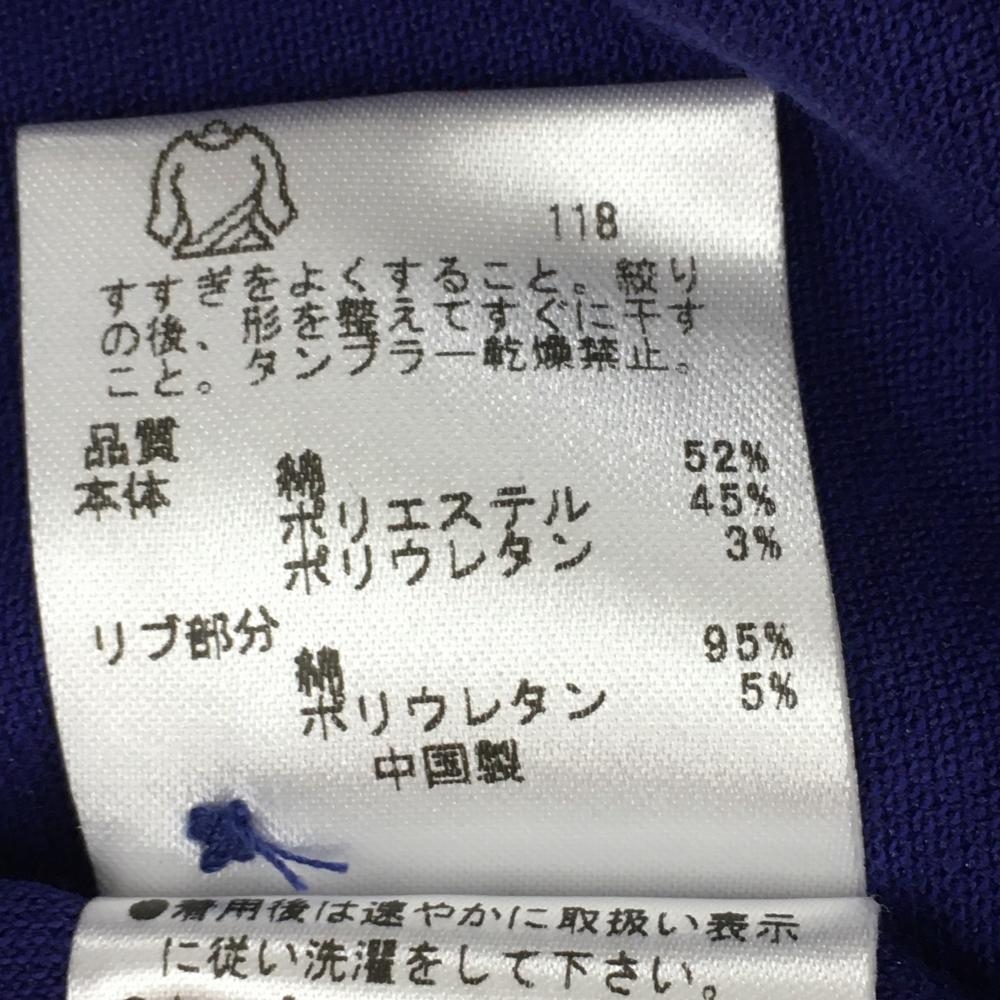 118
すすぎをよくすること。絞り
の後、形を整えてすぐに干す
こと。タンブラー乾燥禁止。
品質
本体 綿 52%
ポリエステル 45%
ポリウレタン 3%
リブ部分
綿 95%
ポリウレタン 5%
中国製
●着用後は速やかに取扱い表示
に従い洗濯をして下さい。